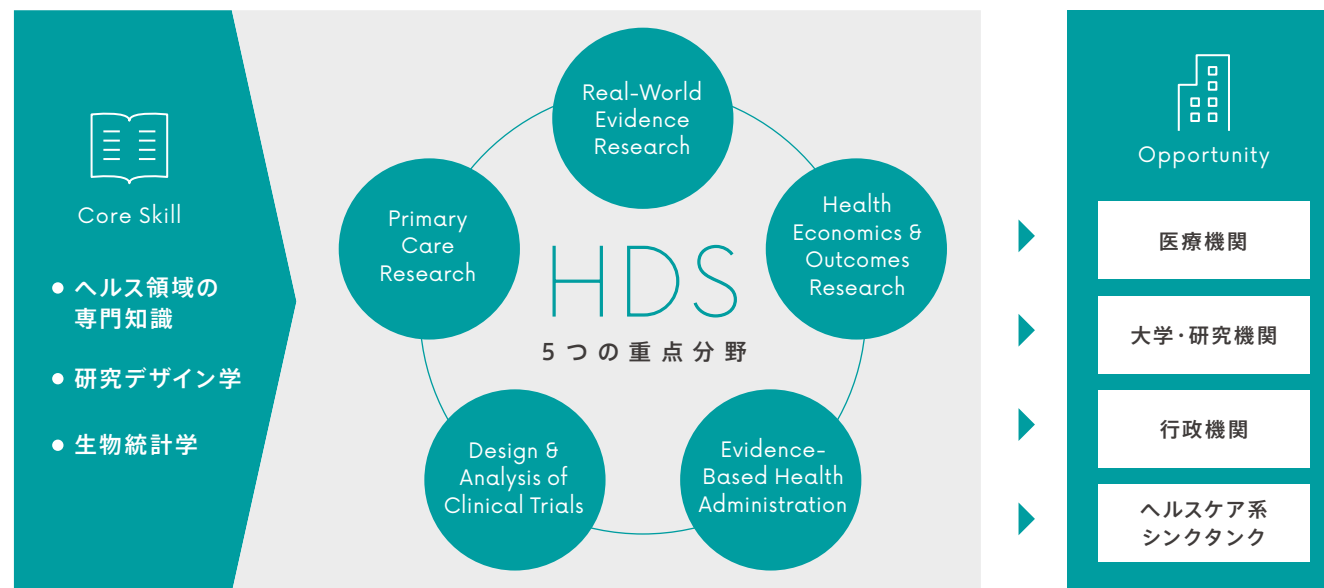 Core Skill
● ヘルス領域の
専門知識
● 研究デザイン学
● 生物統計学
Real-World
Evidence
Research
Primary
Care
Research
Health
Economics &
Outcomes
Research
HDS
5つの重点分野
Design &
Analysis of
Clinical Trials
Evidence-
Based Health
Administration
Opportunity
医療機関
大学・研究機関
行政機関
ヘルスケア系
シンクタンク